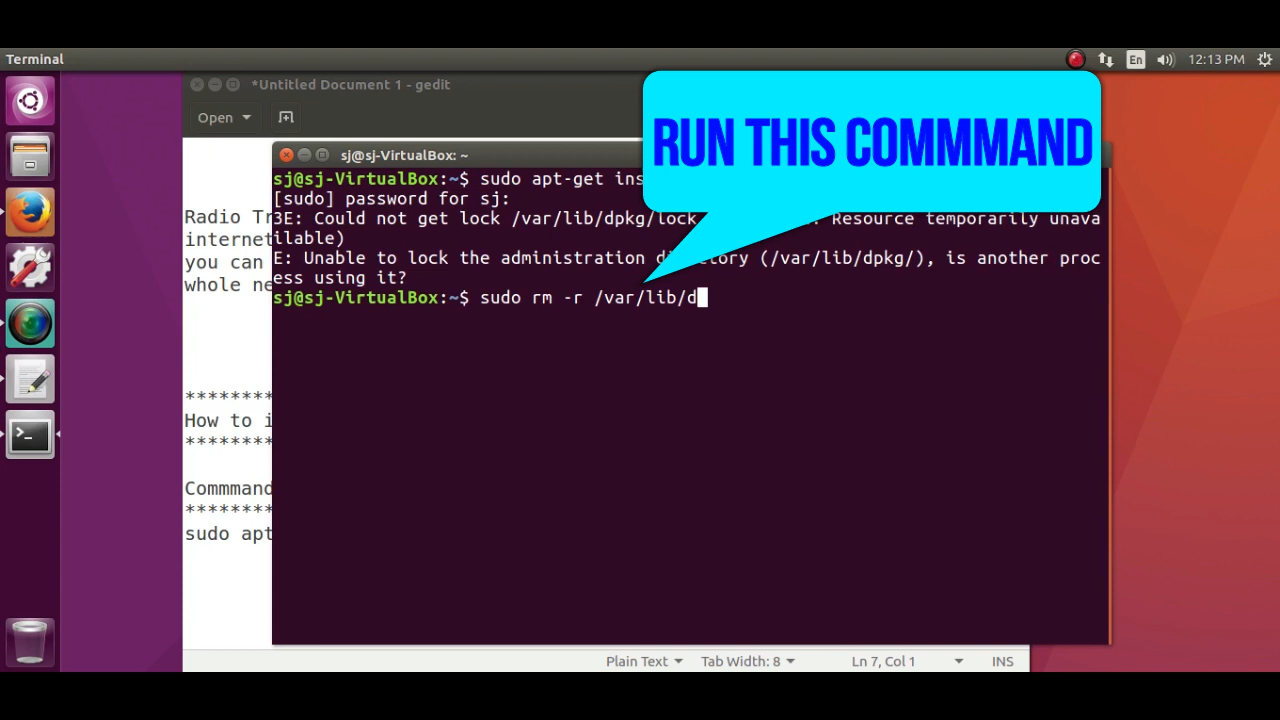 Terminal
En
12:13 PM
*Untitled Document 1 - gedit
Open
RUN THIS COMMMAND
sj@sj-VirtualBox: ~
sj@sj-VirtualBox:~$ sudo apt-get ins
[sudo] password for sj:
3E: Could not get lock /var/lib/dpkg/lock Resource temporarily unava
ilable)
E: Unable to lock the administration directory (/var/lib/dpkg/), is another proc
ess using it?
sj@sj-VirtualBox:~$ sudo rm -r /var/lib/d
Radio Tr
internet
you can
whole ne
*********
How to i
*********
Commmand
*********
sudo apt
Plain Text
Tab Width: 8
Ln 7, Col 1
INS